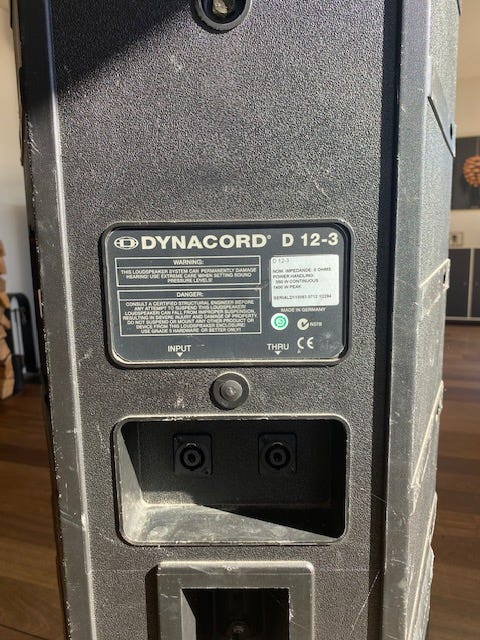 DYNACORD® D 12-3
WARNING:
THIS LOUDSPEAKER SYSTEM CAN PERMANENTLY DAMAGE
HEARING! USE EXTREME CARE WHEN SETTING SOUND
PRESSURE LEVELS!!
DANGER:
CONSULT A CERTIFIED STRUCTURAL ENGINEER BEFORE
ANY ATTEMPT TO SUSPEND THIS LOUDSPEAKER!
LOUDSPEAKER CAN FALL FROM IMPROPER SUSPENSION,
RESULTING IN SEVERE INJURY AND DAMAGE OF PROPERTY.
DO NOT SUSPEND OR MOUNT ANY OTHER PRODUCT OR
DEVICE FROM THIS LOUDSPEAKER ENCLOSURE!
USE GRADE 5 HARDWARE OR BETTER ONLY!
D 12-3
NOM. IMPEDANCE: 8 OHMS
POWER HANDLING:
350 W CONTINUOUS
1400 W PEAK
MADE IN GERMANY
N578
INPUT
THRU CE